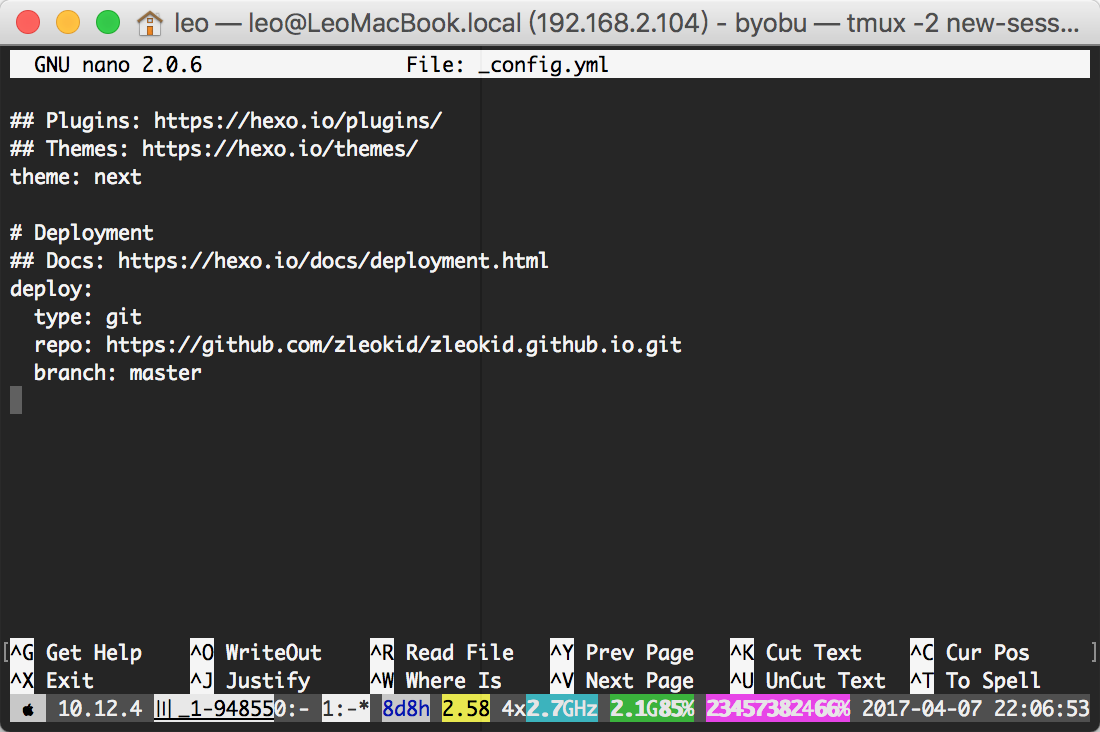 leo — leo@LeoMacBook.local (192.168.2.104) - byobu — tmux -2 new-sess...
GNU nano 2.0.6 File: _config.yml
## Plugins: https://hexo.io/plugins/
## Themes: https://hexo.io/themes/
theme: next
# Deployment
## Docs: https://hexo.io/docs/deployment.html
deploy:
type: git
repo: https://github.com/zleokid/zleokid.github.io.git
branch: master
[^G Get Help ^O WriteOut ^R Read File ^Y Prev Page ^K Cut Text ^C Cur Pos ]
^X Exit ^J Justify ^W Where Is ^V Next Page ^U UnCut Text ^T To Spell
10.12.4 _1-948550:- 1:-* 8d8h 2.58 4x2.7GHz 2.1G85% 2017-04-07 22:06:53